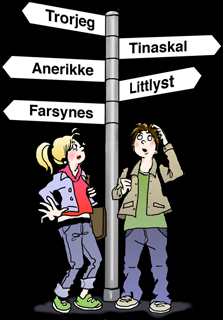 Trorjeg
Tinaskal
Anerikke
Littlyst
Farsynes